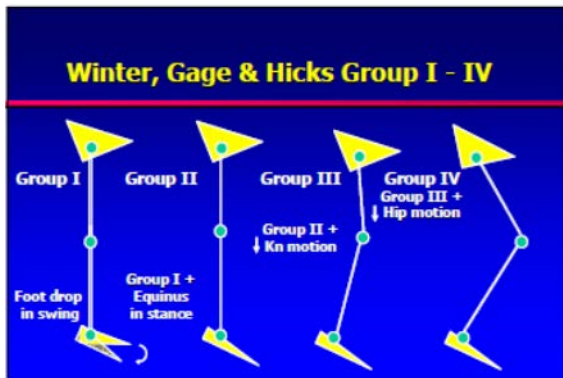 Winter, Gage & Hicks Group I - IV
Group I
Group II
Group III
Group IV
Group III +
↓ Hip motion
Group II +
↓ Kn motion
Group I +
Equinus
in stance
Foot drop
in swing